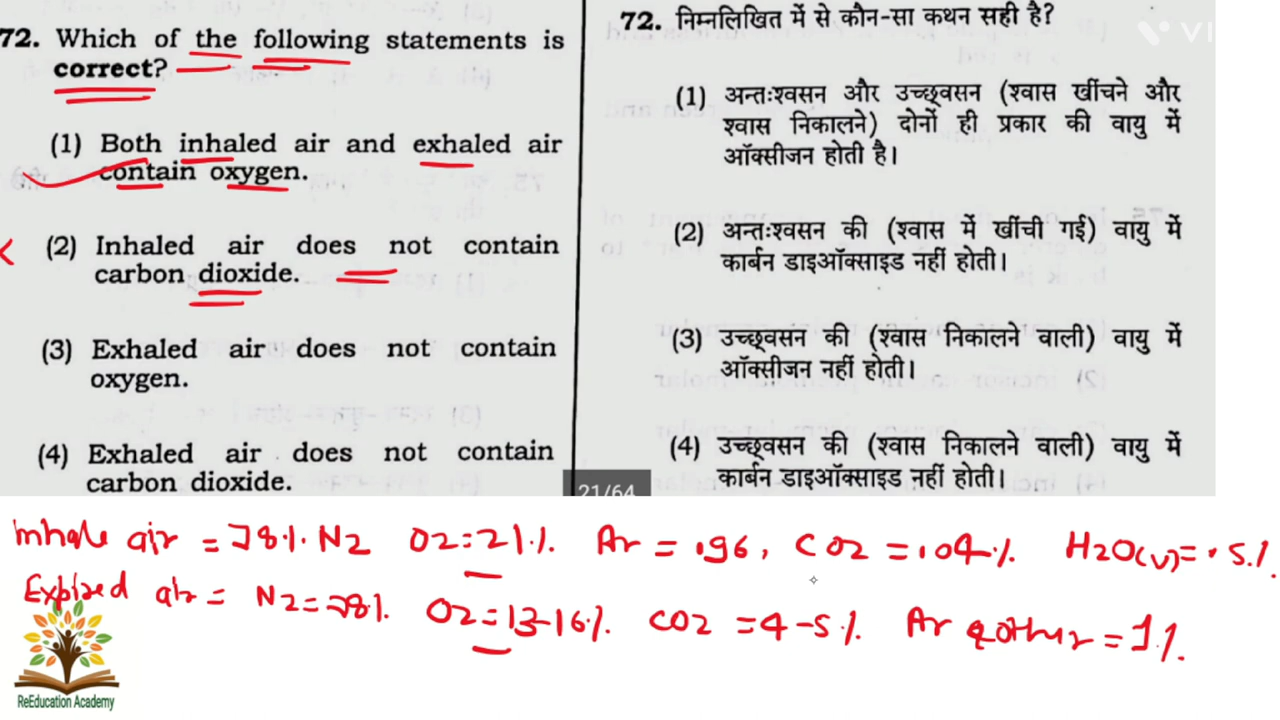 72. Which of the following statements is
correct?
(1) Both inhaled air and exhaled air
contain oxygen.
(2) Inhaled air does not contain
carbon dioxide.
(3) Exhaled air does not contain
oxygen.
(4) Exhaled air does not contain
carbon dioxide.
72. निम्नलिखित में से कौन-सा कथन सही है?
(1) अन्तःश्वसन और उच्छ्वसन (श्वास खींचने और
श्वास निकालने) दोनों ही प्रकार की वायु में
ऑक्सीजन होती है।
(2) अन्तःश्वसन की (श्वास में खींची गई) वायु में
कार्बन डाइऑक्साइड नहीं होती।
(3) उच्छ्वसन की (श्वास निकालने वाली) वायु में
ऑक्सीजन नहीं होती।
(4) उच्छ्वसन की (श्वास निकालने वाली) वायु में
कार्बन डाइऑक्साइड नहीं होती।
21/64
VI
Inhale air = 78%. N2 O2 = 21%. Ar = .96, CO2 = .04% H2O(v) = .5%.
Expired air = N2 = 78%. O2 = 13-16%. CO2 = 4-5% Ar & other = 1%.
ReEducation Academy